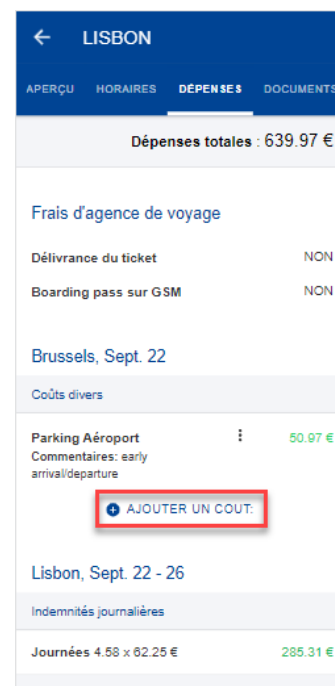 ← LISBON
APERÇU HORAIRES DÉPENSES DOCUMENTS
Dépenses totales : 639.97 €
Frais d'agence de voyage
Délivrance du ticket NON
Boarding pass sur GSM NON
Brussels, Sept. 22
Coûts divers
Parking Aéroport 50.97 €
Commentaires: early
arrival/departure
AJOUTER UN COUT:
Lisbon, Sept. 22 - 26
Indemnités journalières
Journées 4.58 x 62.25 € 285.31 €